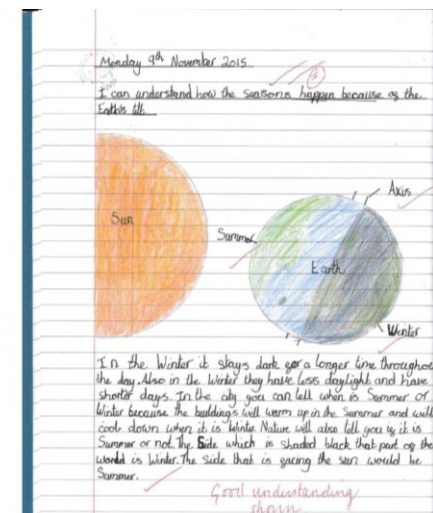 Monday 9th November 2015
I can understand how the seasons happen because of the
Earth's tilt
Axis
Sun
Summer
Earth
Winter
In the Winter it stays dark for a longer time throughout
the day. Also in the Winter they have less daylight and have
shorter days. In the city you can tell when is Summer or
Winter because the buildings will warm up in the Summer and will
cool down when it is Winter. Nature will also tell you if it is
Summer or not. The Side which is shaded black that part of the
world is Winter. The side that is facing the sun would be
Summer.
Good understanding
shown